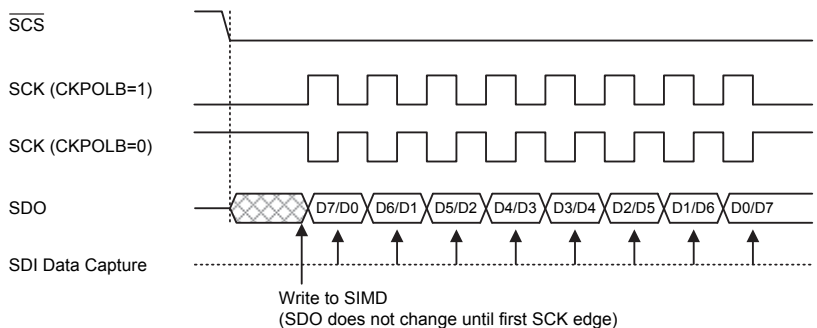 SCS
SCK (CKPOLB=1)
SCK (CKPOLB=0)
SDO
D7/D0 D6/D1 D5/D2 D4/D3 D3/D4 D2/D5 D1/D6 D0/D7
SDI Data Capture
Write to SIMD
(SDO does not change until first SCK edge)